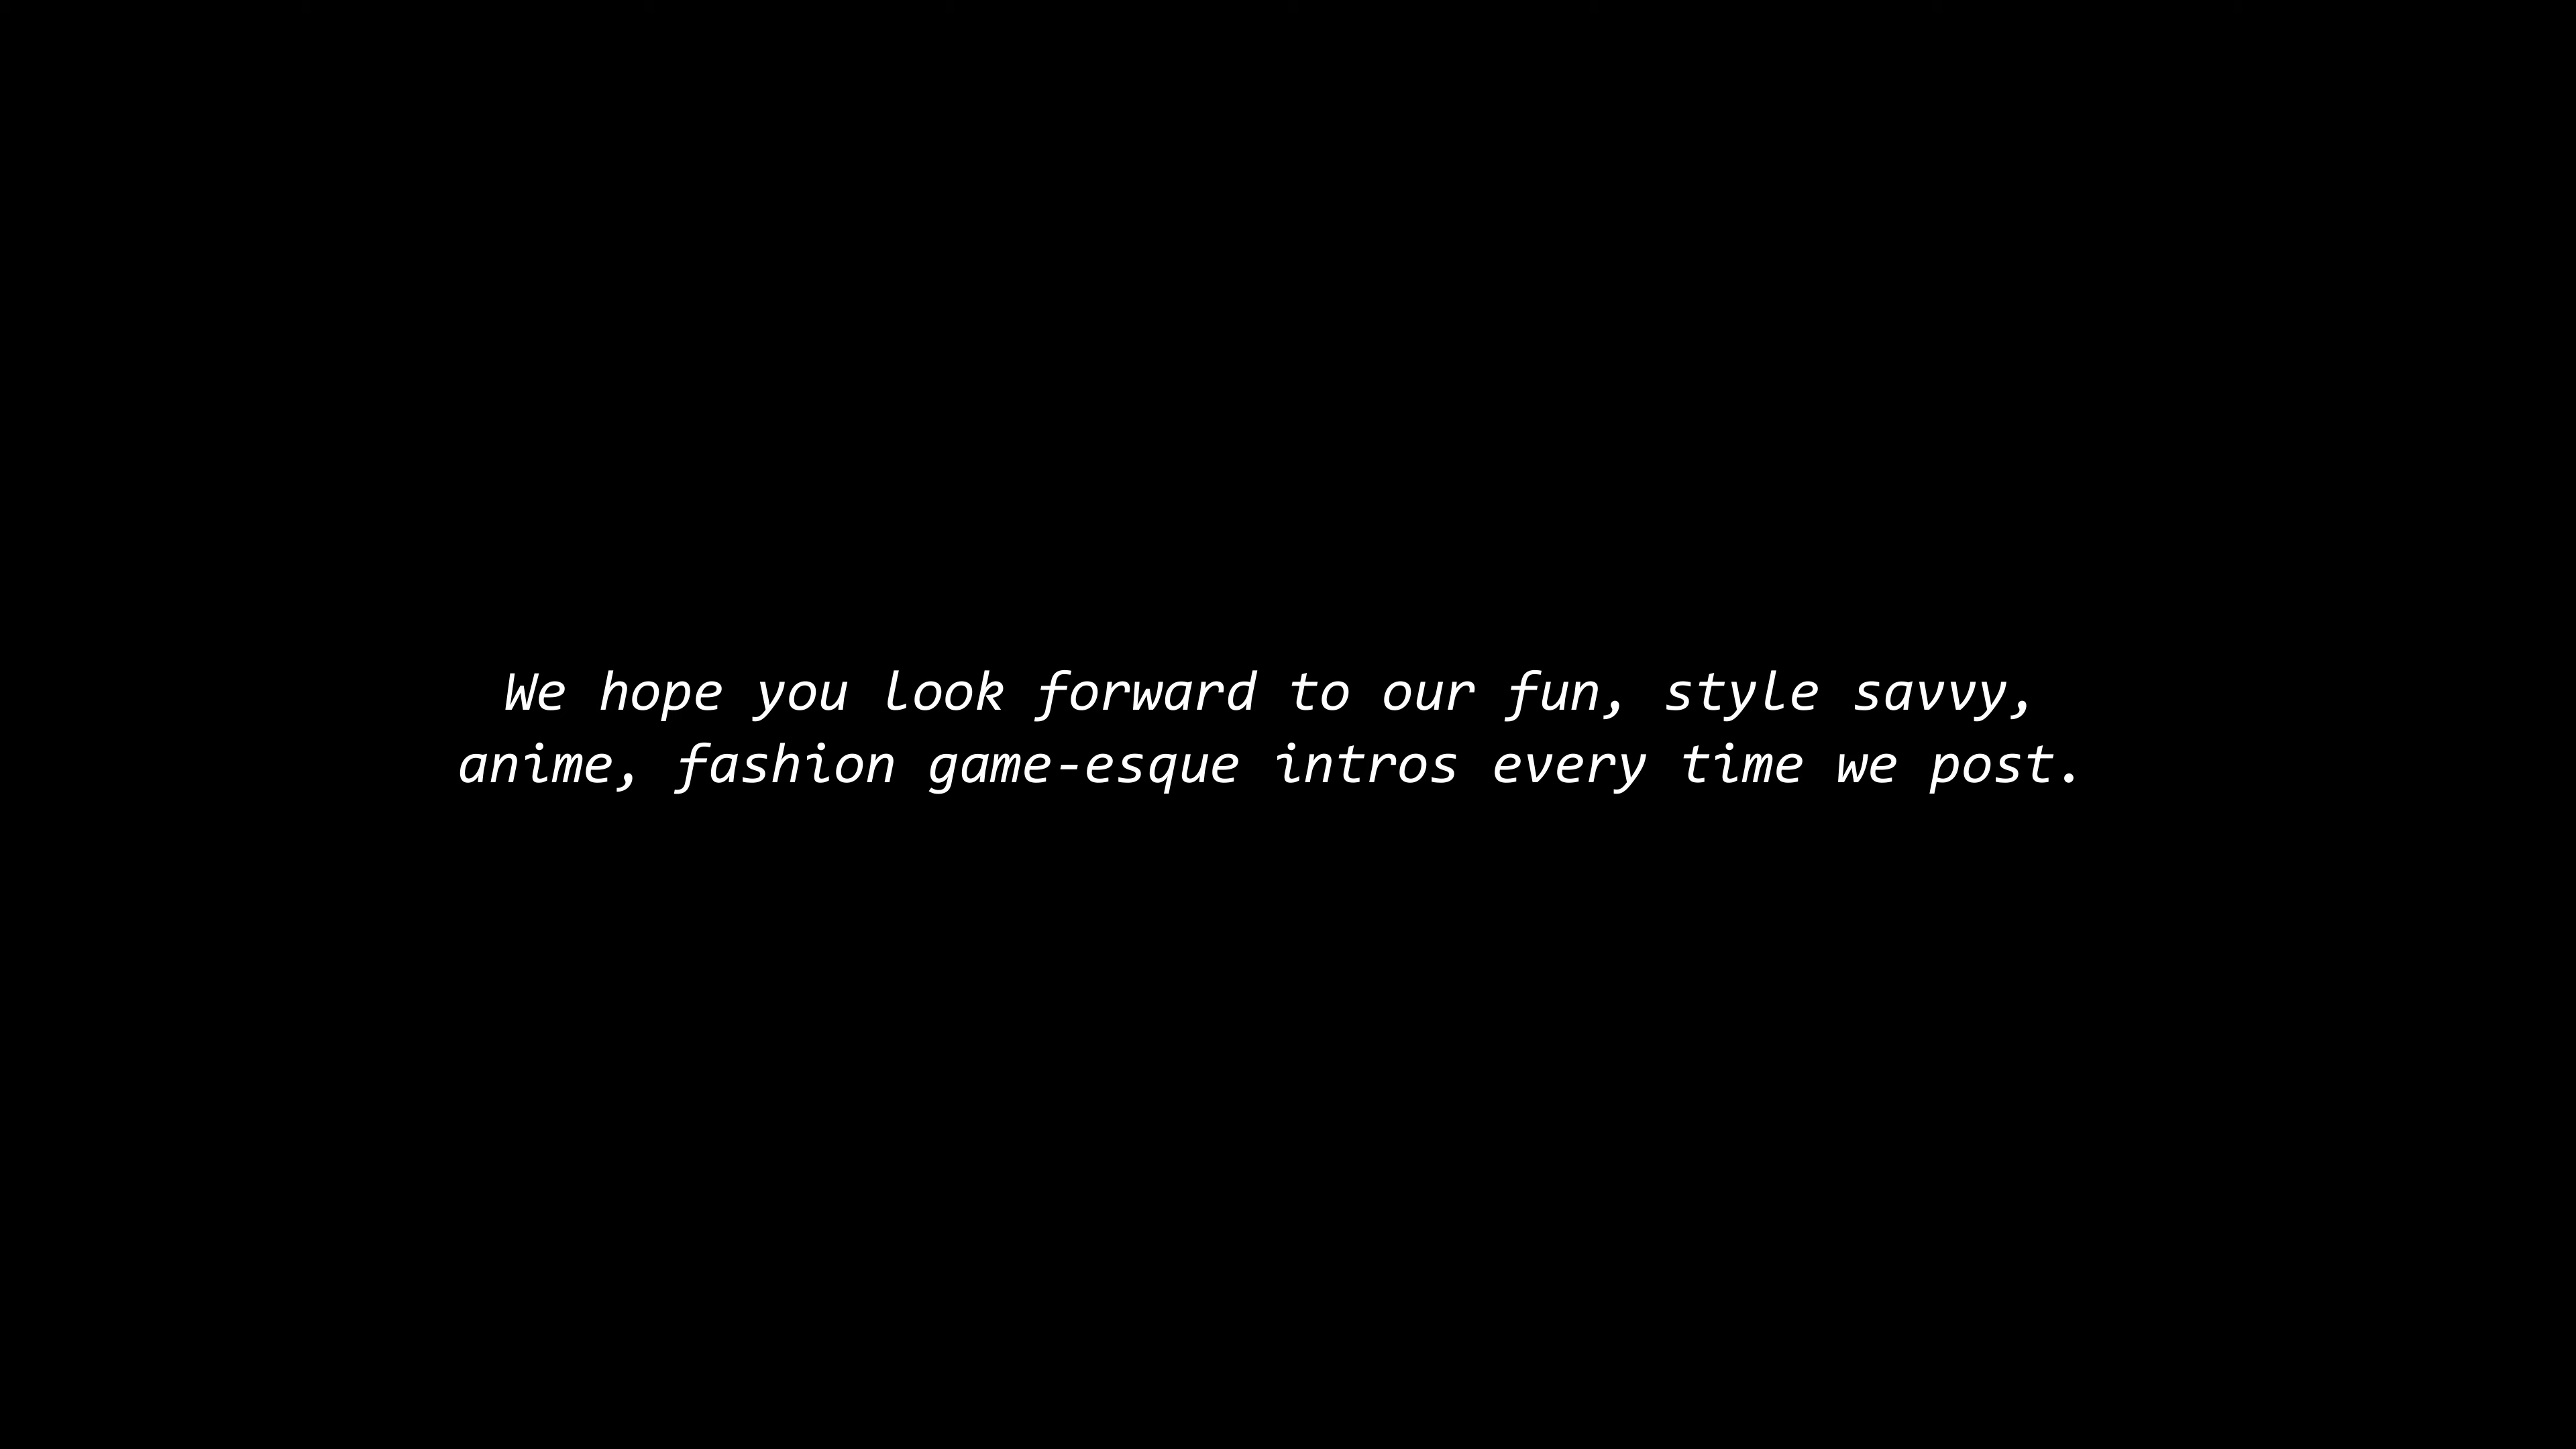 We hope you look forward to our fun, style savvy,
anime, fashion game-esque intros every time we post.